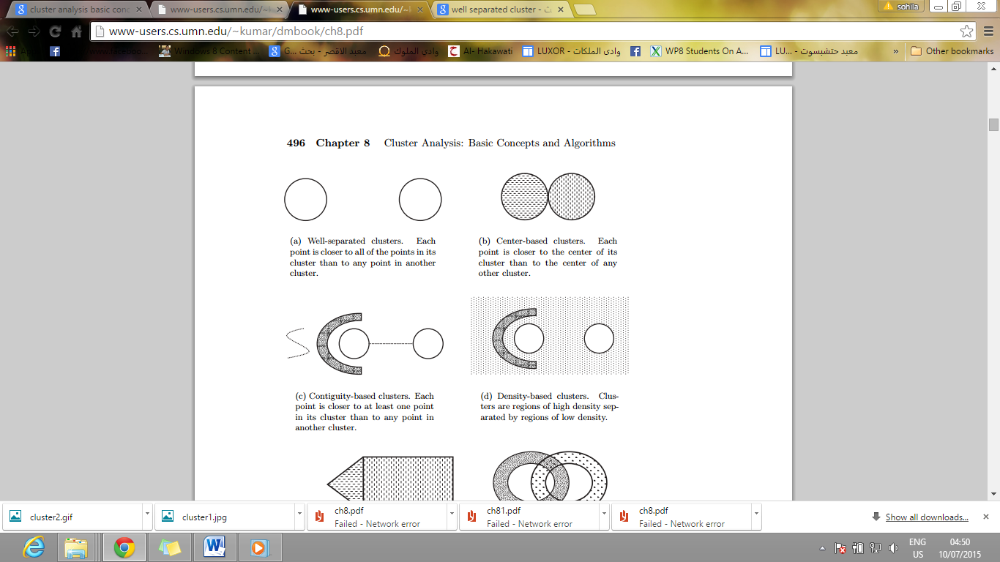 cluster analysis basic conc
www-users.cs.umn.edu/~k
www-users.cs.umn.edu/~k
well separated cluster - ث
sohila
www-users.cs.umn.edu/~kumar/dmbook/ch8.pdf
Windows 8 Content ...
G... معبد الاقصر - بحث
وادى الملوك
Al- Hakawati
LUXOR - وادى الملكات
WP8 Students On A...
LU... - معبد حتشبسوت
»
Other bookmarks
496 Chapter 8 Cluster Analysis: Basic Concepts and Algorithms
(a) Well-separated clusters. Each
point is closer to all of the points in its
cluster than to any point in another
cluster.
(b) Center-based clusters. Each
point is closer to the center of its
cluster than to the center of any
other cluster.
(c) Contiguity-based clusters. Each
point is closer to at least one point
in its cluster than to any point in
another cluster.
(d) Density-based clusters. Clus-
ters are regions of high density sep-
arated by regions of low density.
cluster2.gif
cluster1.jpg
ch8.pdf
Failed - Network error
ch81.pdf
Failed - Network error
ch8.pdf
Failed - Network error
Show all downloads...
ENG
US
04:50
10/07/2015